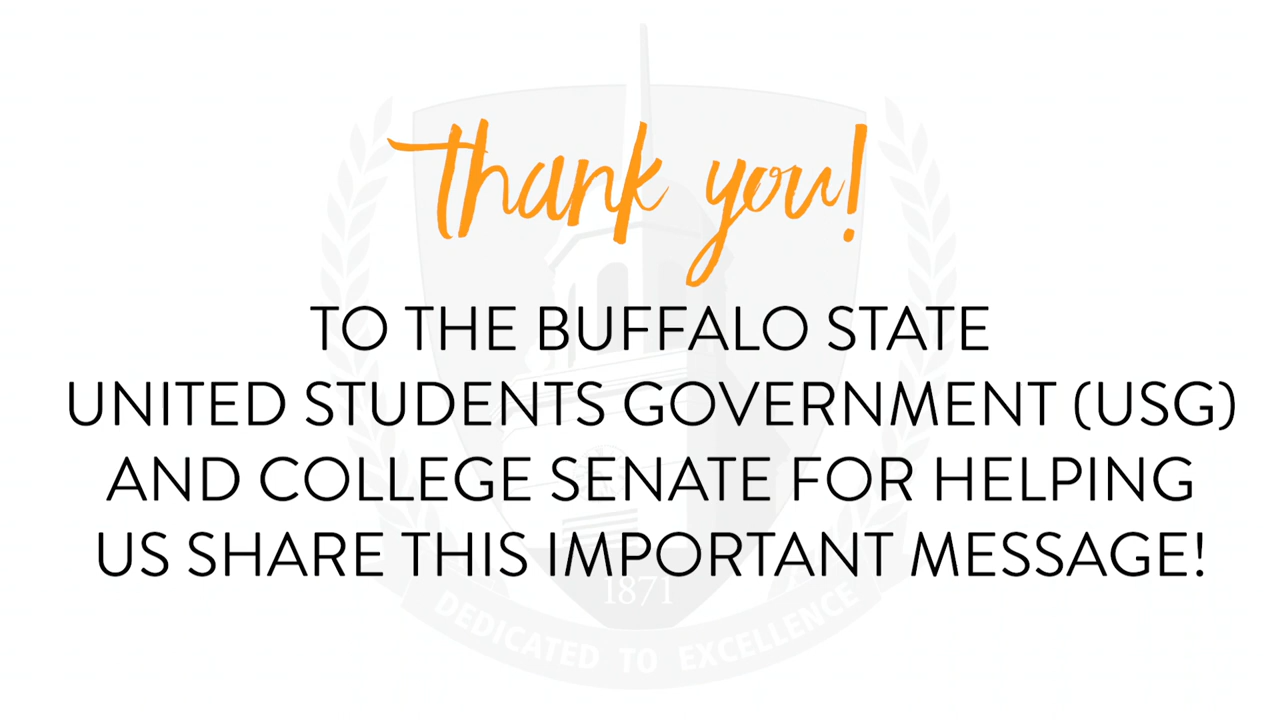 thank you!
TO THE BUFFALO STATE
UNITED STUDENTS GOVERNMENT (USG)
AND COLLEGE SENATE FOR HELPING
US SHARE THIS IMPORTANT MESSAGE!
1871
DEDICATED TO EXCELLENCE